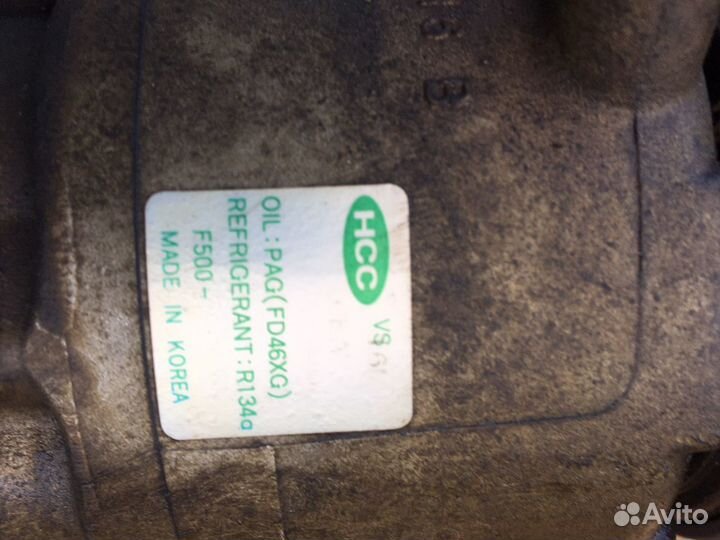 HCC
OIL : PAG(FD46XG)
REFRIGERANT : R134a
F500-
MADE IN KOREA
Avito